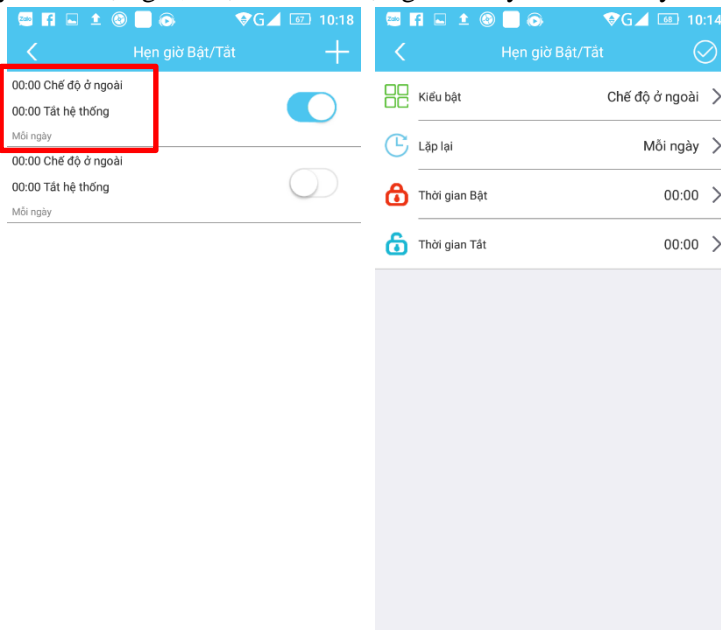 67 10:18
Hẹn giờ Bật/Tắt
00:00 Chế độ ở ngoài
00:00 Tắt hệ thống
Mỗi ngày
00:00 Chế độ ở ngoài
00:00 Tắt hệ thống
Mỗi ngày
68 10:14
Hẹn giờ Bật/Tắt
Kiểu bật Chế độ ở ngoài
Lặp lại Mỗi ngày
Thời gian Bật 00:00
Thời gian Tắt 00:00